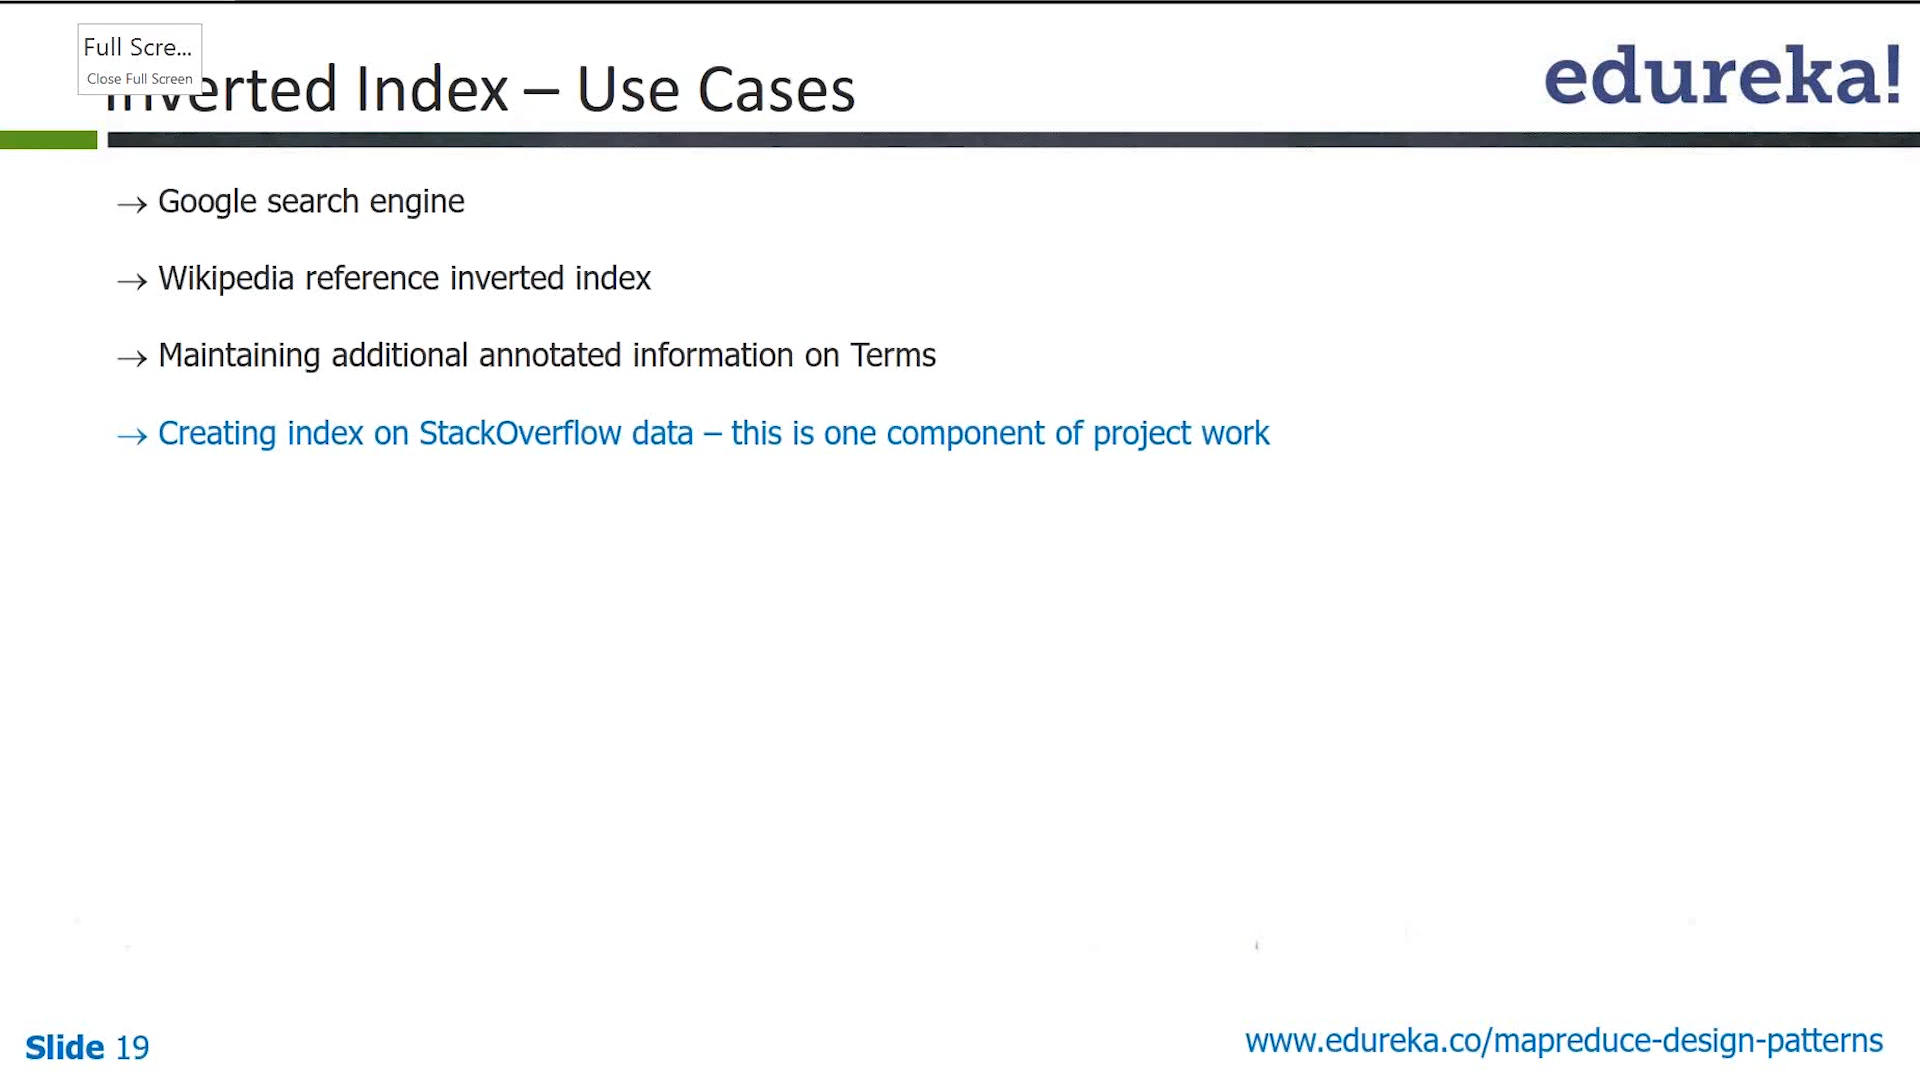 Full Scre...
Close Full Screen
Inverted Index – Use Cases
edureka!
→ Google search engine
→ Wikipedia reference inverted index
→ Maintaining additional annotated information on Terms
→ Creating index on StackOverflow data – this is one component of project work
Slide 19
www.edureka.co/mapreduce-design-patterns